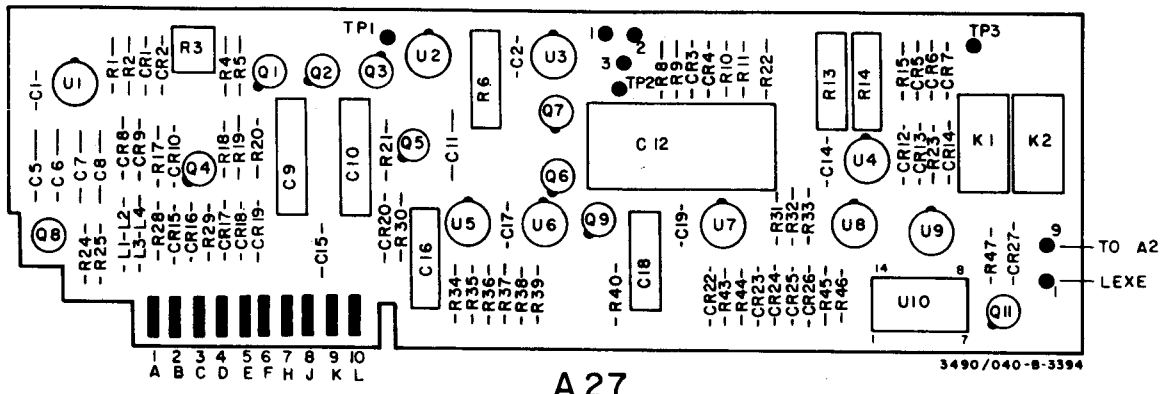 TP1 TP3
R3 U2 U3 1 2 3 TP2
-R1- -R2- -CR1- -CR2- -R4- -R5-
Q1 Q2 Q3 R6 -C2-
-R8- -R9- -CR3- -CR4- -R10- -R11- -R22-
R13 R14 -R15- -CR5- -CR6- -CR7-
-C1- U1
Q7 C12 K1 K2
-C5- -C6- -C7- -C8- -CR8- -CR9- -R17- -CR10- Q4 -R18- -R19- -R20- C9 C10 -R21- Q5 -C11-
Q6 -C14- U4 -CR12- -CR13- -R23- -CR14-
Q8 -R24- -R25- -L1-L2- -L3-L4- -R28- -CR15- -CR16- -R29- -CR17- -CR18- -CR19- -C15- -CR20- -R30-
C16 U5 -C17- U6 Q9 C18 -C19- U7 -R31- -R32- -R33- U8 U9
9 TO A2
-R34- -R35- -R36- -R37- -R38- -R39- -R40-
-CR22- -R43- -R44- -CR23- -CR24- -CR25- -CR26- -R45- -R46-
14 8 U10 1 7
-R47- -CR27- Q11
1 LEXE
1 2 3 4 5 6 7 8 9 10
A B C D E F H J K L
3490/040-B-3394
A27